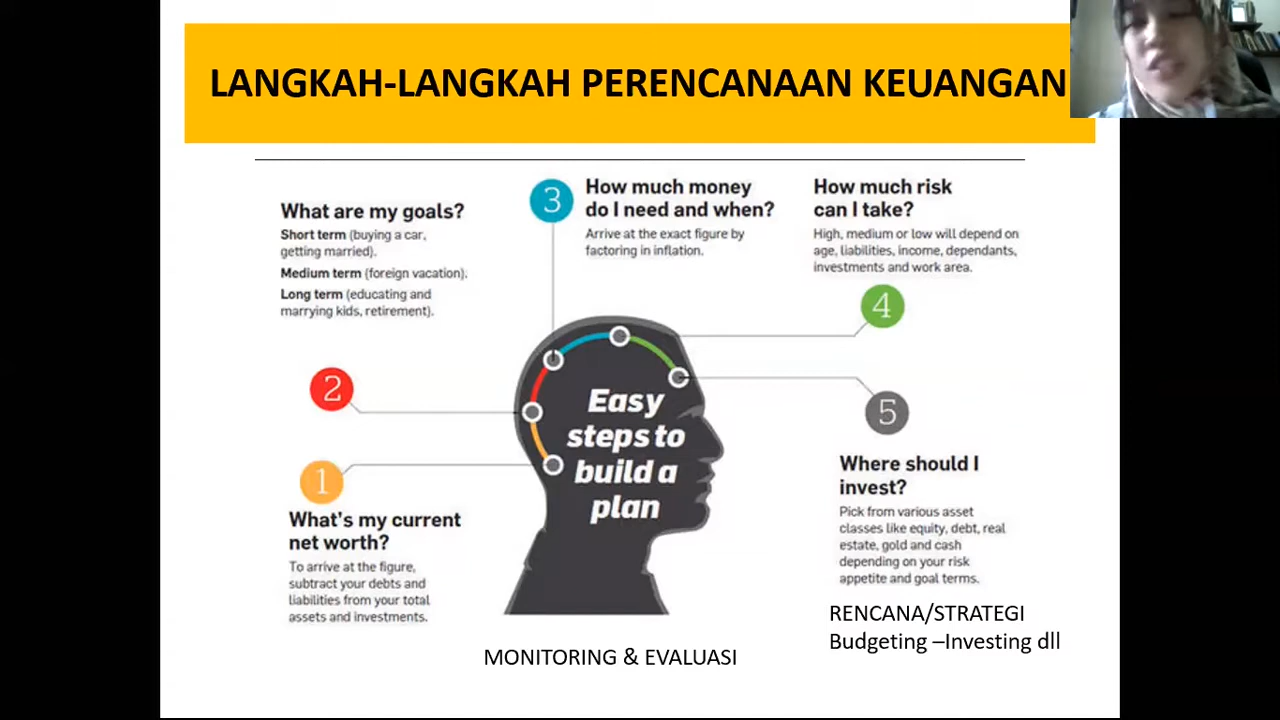 LANGKAH-LANGKAH PERENCANAAN KEUANGAN
1
What's my current
net worth?
To arrive at the figure,
subtract your debts and
liabilities from your total
assets and investments.
2
What are my goals?
Short term (buying a car,
getting married).
Medium term (foreign vacation).
Long term (educating and
marrying kids, retirement).
3
How much money
do I need and when?
Arrive at the exact figure by
factoring in inflation.
4
How much risk
can I take?
High, medium or low will depend on
age, liabilities, income, dependants,
investments and work area.
5
Where should I
invest?
Pick from various asset
classes like equity, debt, real
estate, gold and cash
depending on your risk
appetite and goal terms.
Easy
steps to
build a
plan
RENCANA/STRATEGI
Budgeting –Investing dll
MONITORING & EVALUASI